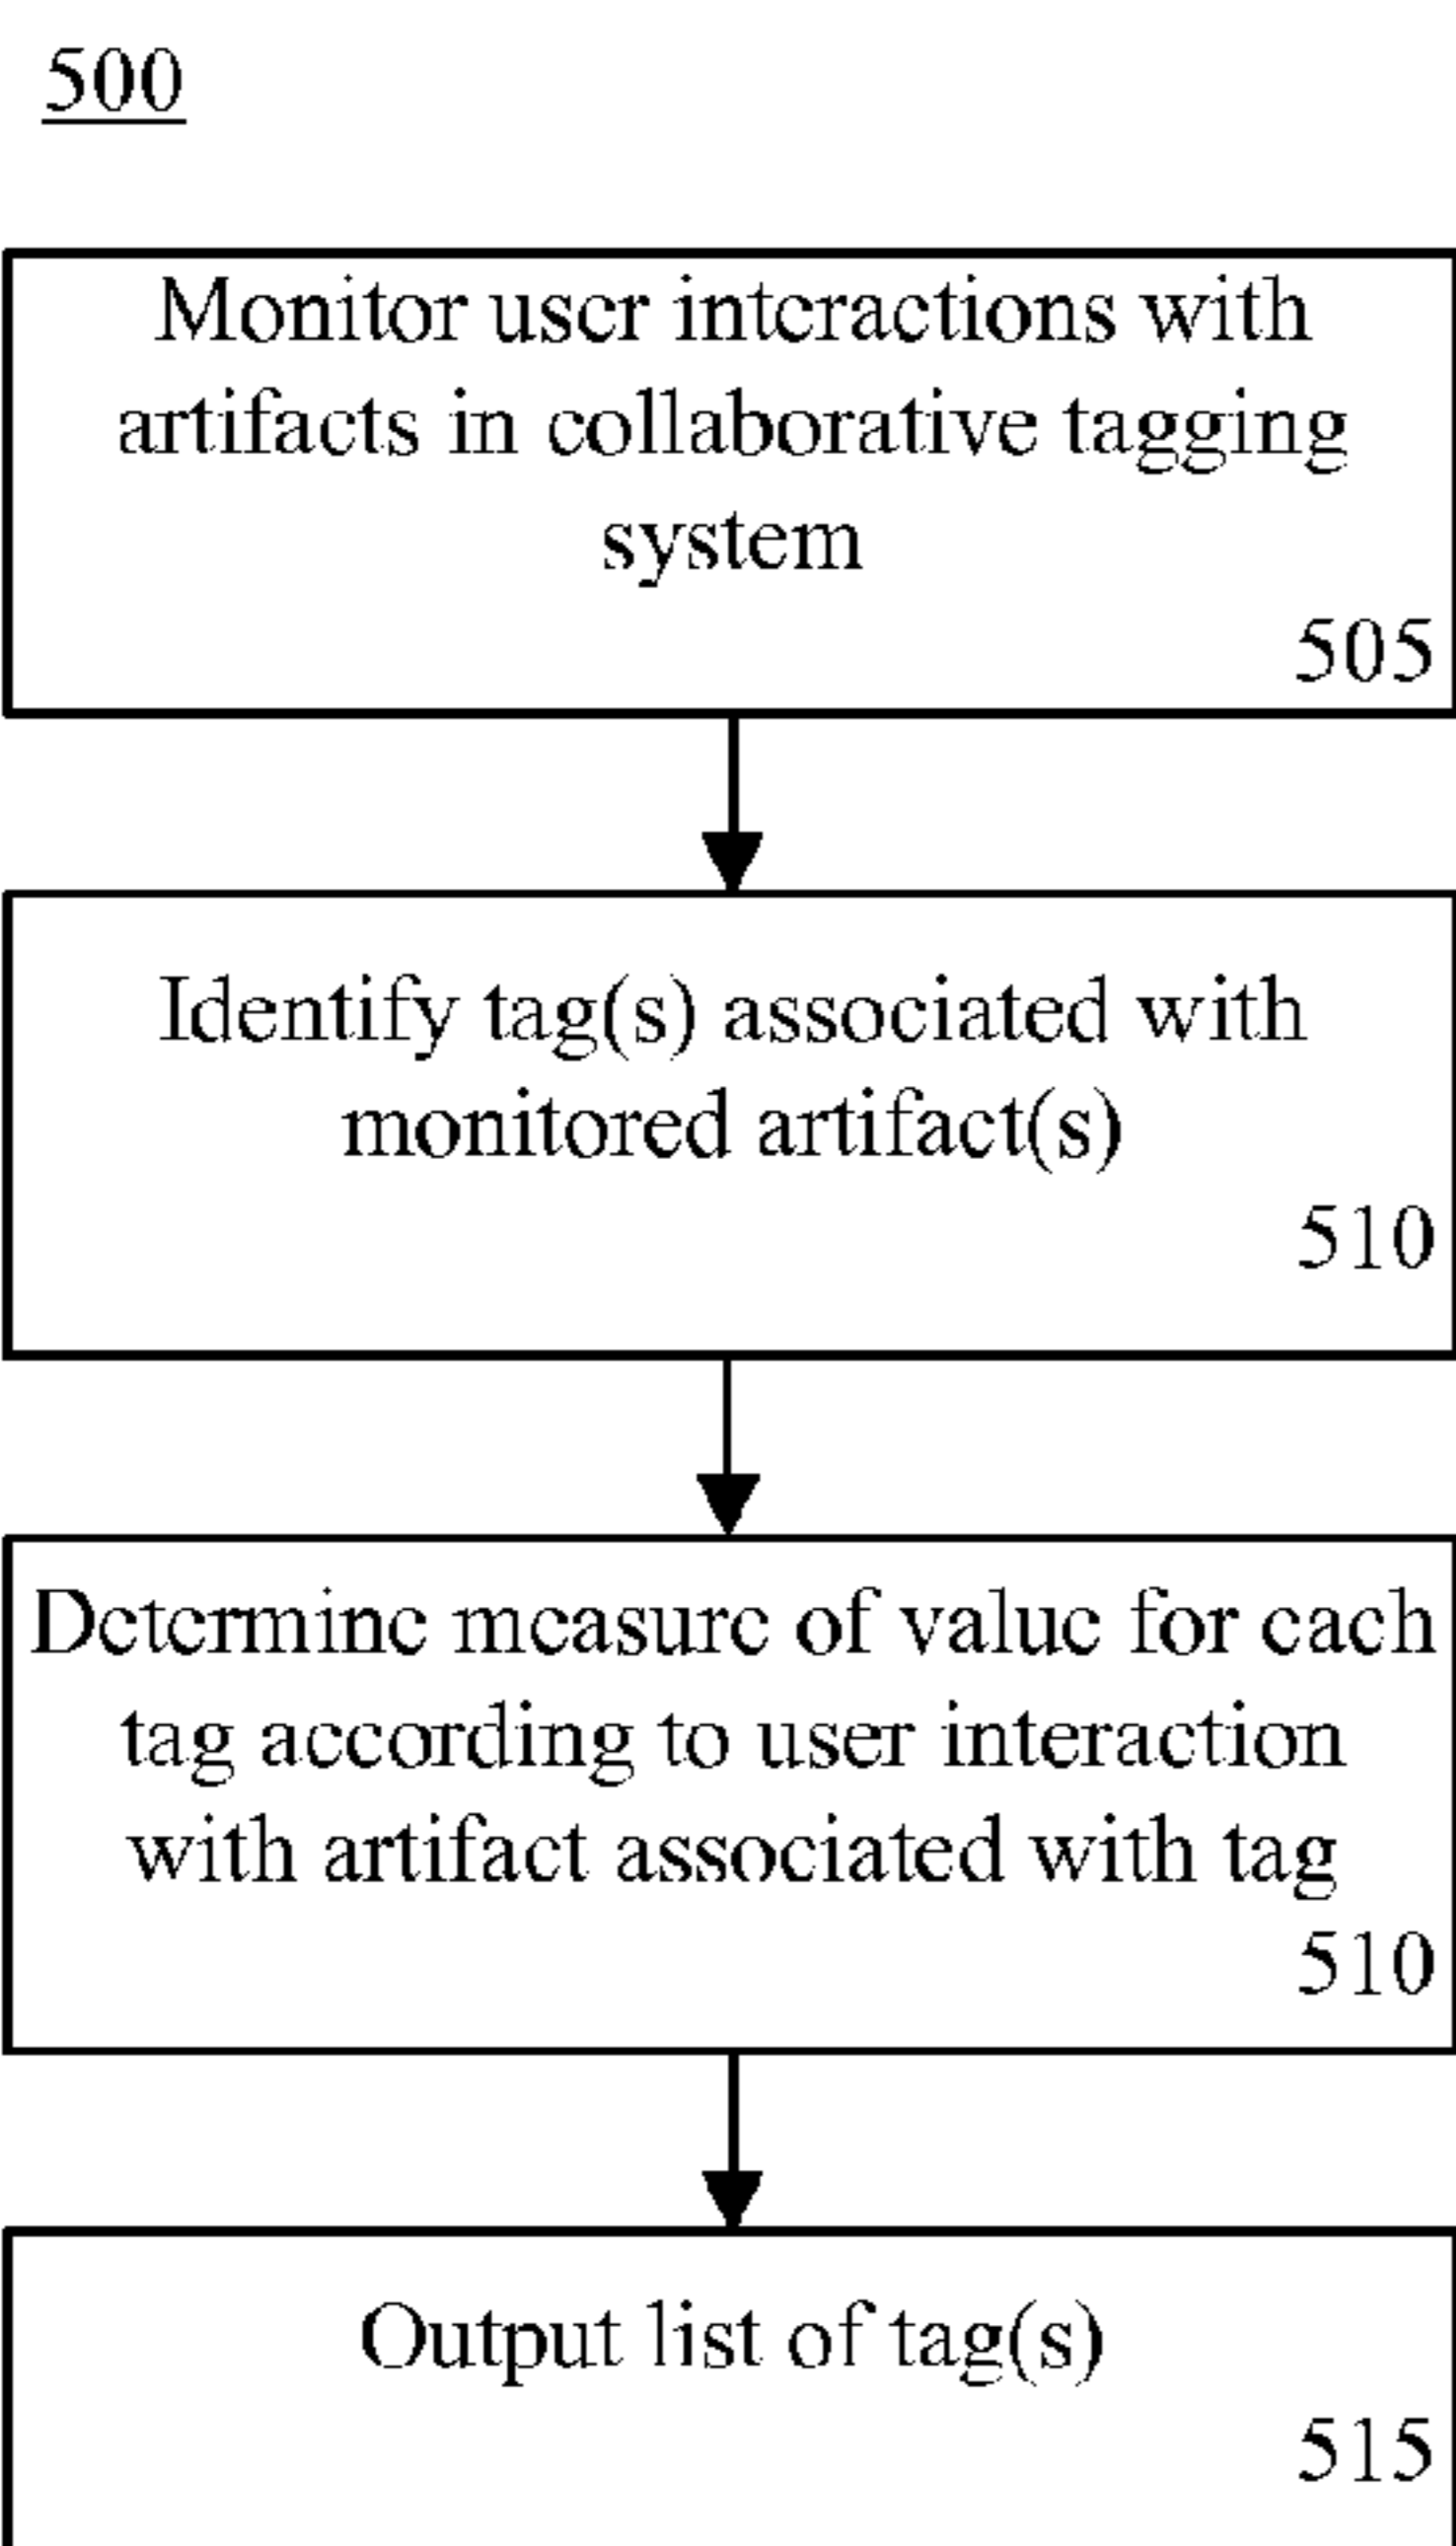 500
Monitor user interactions with
artifacts in collaborative tagging
system
505
Identify tag(s) associated with
monitored artifact(s)
510
Determine measure of value for each
tag according to user interaction
with artifact associated with tag
510
Output list of tag(s)
515